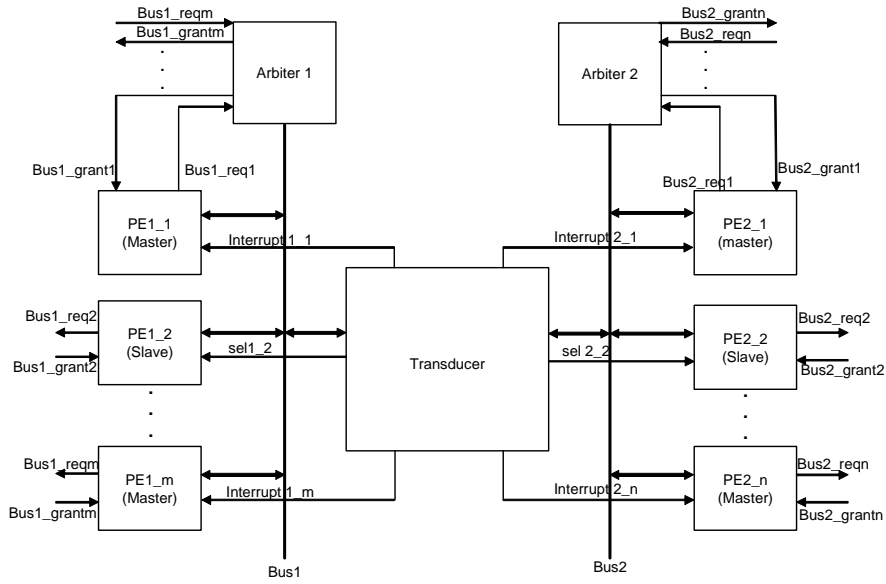 Bus1_reqm
Bus1_grantm
Arbiter 1
Bus2_grantn
Bus2_reqn
Arbiter 2
Bus1_grant1
Bus1_req1
Bus2_req1
Bus2_grant1
PE1_1
(Master)
Interrupt 1_1
Interrupt 2_1
PE2_1
(master)
Bus1_req2
Bus1_grant2
PE1_2
(Slave)
sel1_2
Transducer
sel 2_2
PE2_2
(Slave)
Bus2_req2
Bus2_grant2
Bus1_reqm
Bus1_grantm
PE1_m
(Master)
Interrupt 1_m
Interrupt 2_n
PE2_n
(Master)
Bus2_reqn
Bus2_grantn
Bus1
Bus2